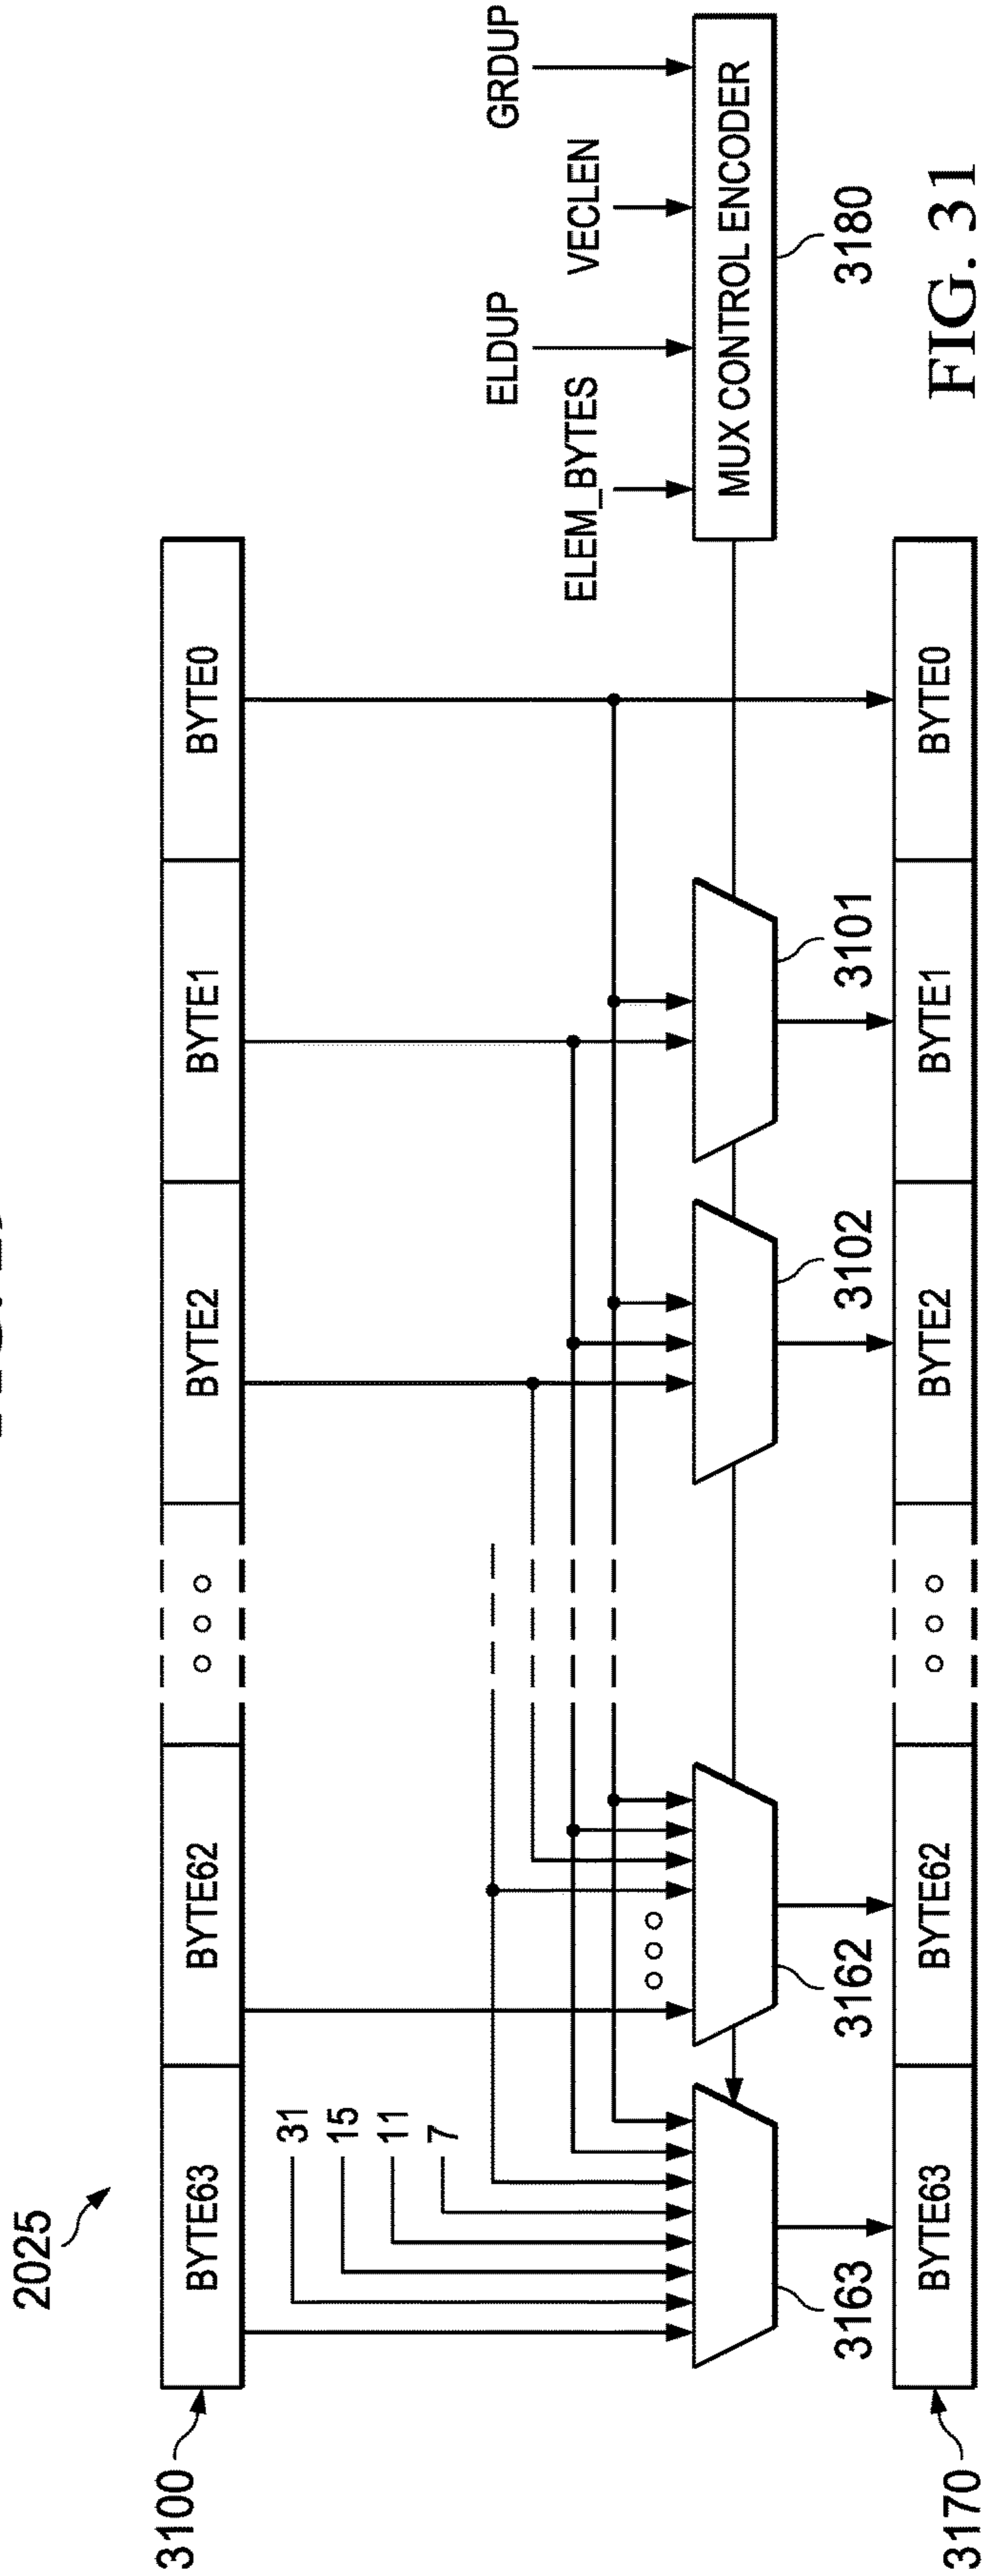 2025
3100
BYTE63
BYTE62
BYTE2
BYTE1
BYTE0
31
15
11
7
ELDUP
GRDUP
ELEM_BYTES
VECLEN
MUX CONTROL ENCODER
3163
3162
3102
3101
3180
3170
BYTE63
BYTE62
BYTE2
BYTE1
BYTE0
FIG. 31